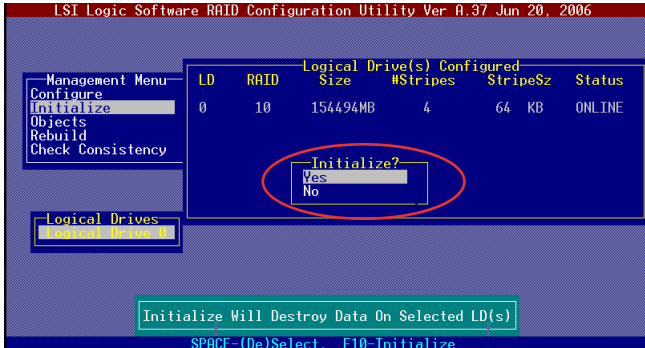 LSI Logic Software RAID Configuration Utility Ver A.37 Jun 20, 2006
Logical Drive(s) Configured
LD RAID Size #Stripes StripeSz Status
0 10 154494MB 4 64 KB ONLINE
Management Menu
Configure
Initialize
Objects
Rebuild
Check Consistency
Initialize?
Yes
No
Logical Drives
Logical Drive 0
Initialize Will Destroy Data On Selected LD(s)
SPACE-(De)Select, F10-Initialize